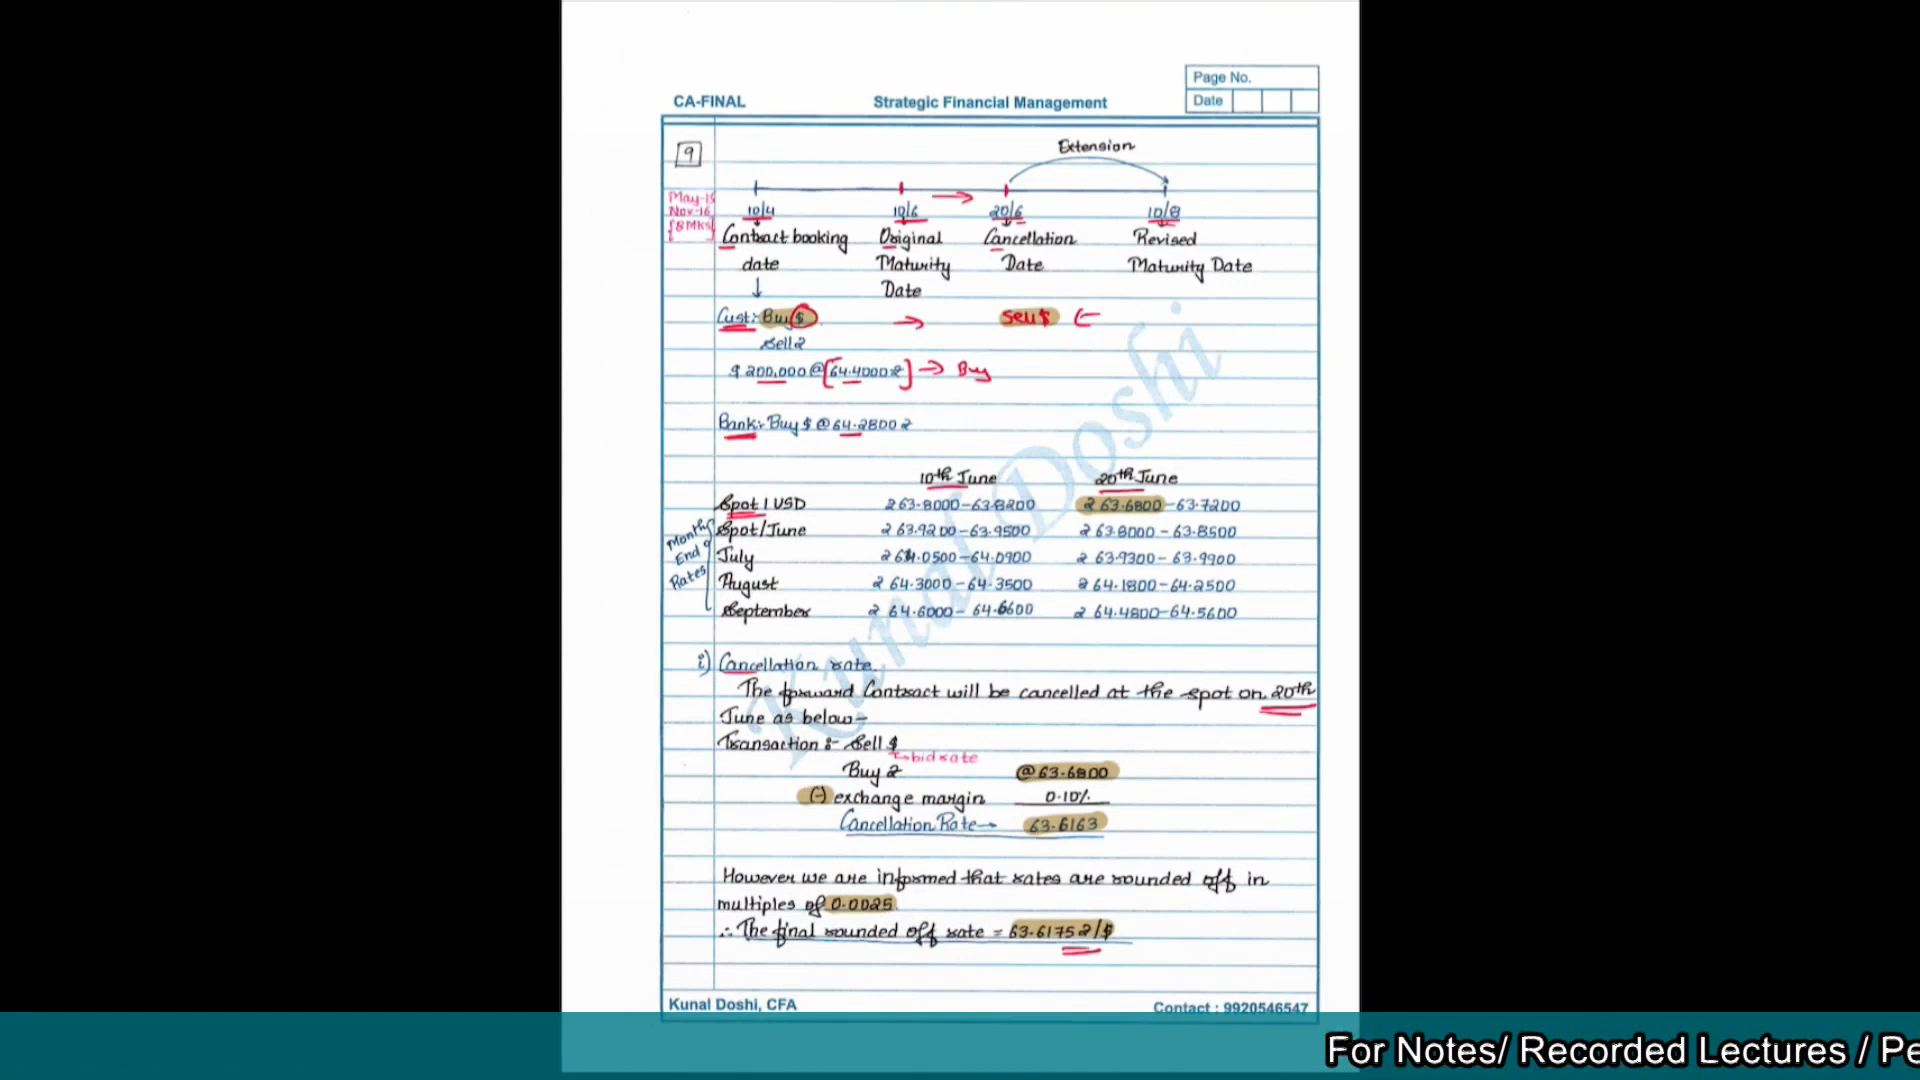 Page No.
CA-FINAL Strategic Financial Management Date
9
Extension
May-15
Nov-16
[8Mks]
10/4 10/6 20/6 10/8
Contract booking Original Cancellation Revised
date Maturity Date Maturity Date
Date
Cust:- Buy $ Sell $
Sell ₹
$ 200,000 @ [64.4000₹] → Buy
Bank:- Buy $ @ 64.2800₹
10th June 20th June
Spot / USD ₹ 63.8000-63.8200 ₹ 63.6800-63.7200
Spot/June ₹ 63.9200-63.9500 ₹ 63.8000-63.8500
July ₹ 64.0500-64.0900 ₹ 63.9300-63.9900
August ₹ 64.3000-64.3500 ₹ 64.1800-64.2500
September ₹ 64.6000-64.6600 ₹ 64.4800-64.5600
Month
End
Rates
i) Cancellation rate.
The forward Contract will be cancelled at the spot on 20th
June as below-
Transaction:- Sell $
bid rate
Buy ₹ @ 63.6800
(-) exchange margin 0.10%
Cancellation Rate → 63.6163
However we are informed that rates are rounded off in
multiples of 0.0025.
∴ The final rounded off rate = 63.6175₹/$
Kunal Doshi
Kunal Doshi, CFA Contact : 9920546547
For Notes/ Recorded Lectures / Pe